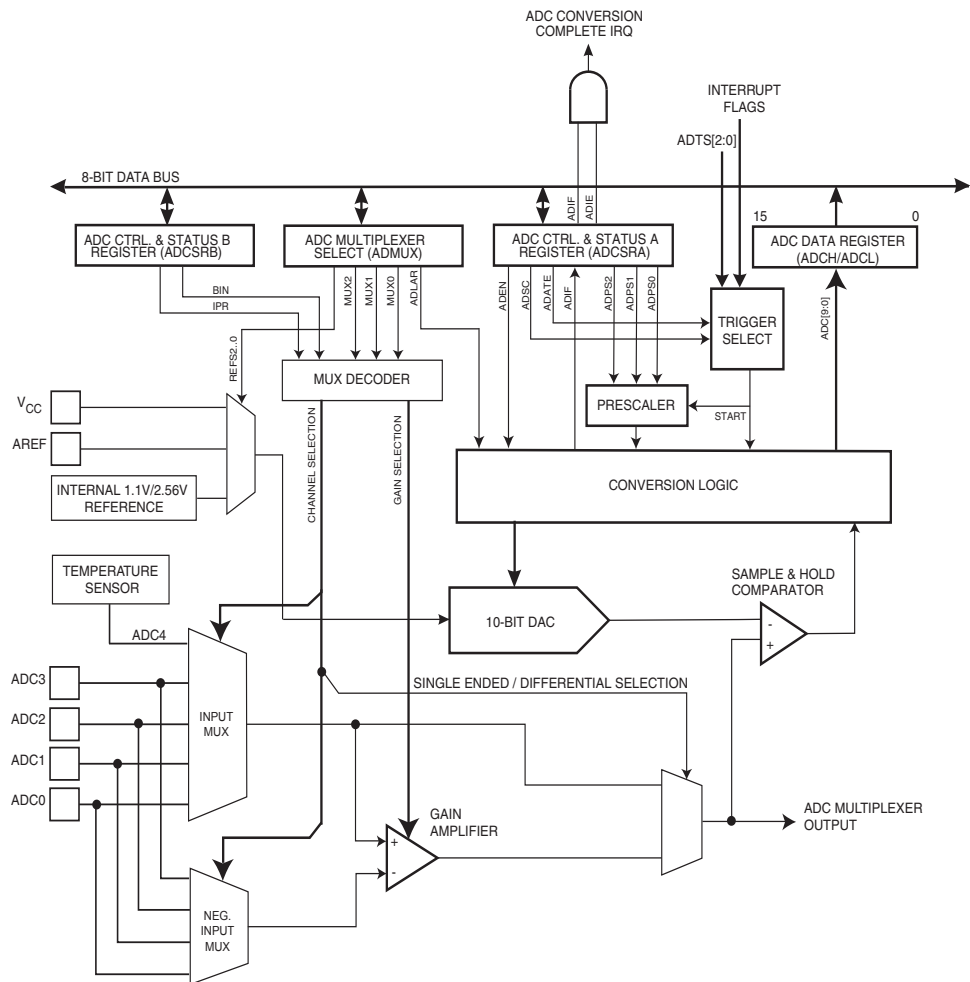 ADC CONVERSION
COMPLETE IRQ
INTERRUPT
FLAGS
ADTS[2:0]
8-BIT DATA BUS
ADIF
ADIE
15
0
ADC CTRL. & STATUS B
REGISTER (ADCSRB)
ADC MULTIPLEXER
SELECT (ADMUX)
ADC CTRL. & STATUS A
REGISTER (ADCSRA)
ADC DATA REGISTER
(ADCH/ADCL)
BIN
IPR
REFS2..0
MUX2
MUX1
MUX0
ADLAR
ADEN
ADSC
ADATE
ADIF
ADPS2
ADPS1
ADPS0
TRIGGER
SELECT
ADC[9:0]
MUX DECODER
PRESCALER
START
VCC
AREF
INTERNAL 1.1V/2.56V
REFERENCE
CHANNEL SELECTION
GAIN SELECTION
CONVERSION LOGIC
TEMPERATURE
SENSOR
ADC4
10-BIT DAC
SAMPLE & HOLD
COMPARATOR
-
+
ADC3
ADC2
ADC1
ADC0
INPUT
MUX
SINGLE ENDED / DIFFERENTIAL SELECTION
GAIN
AMPLIFIER
+
-
ADC MULTIPLEXER
OUTPUT
NEG.
INPUT
MUX